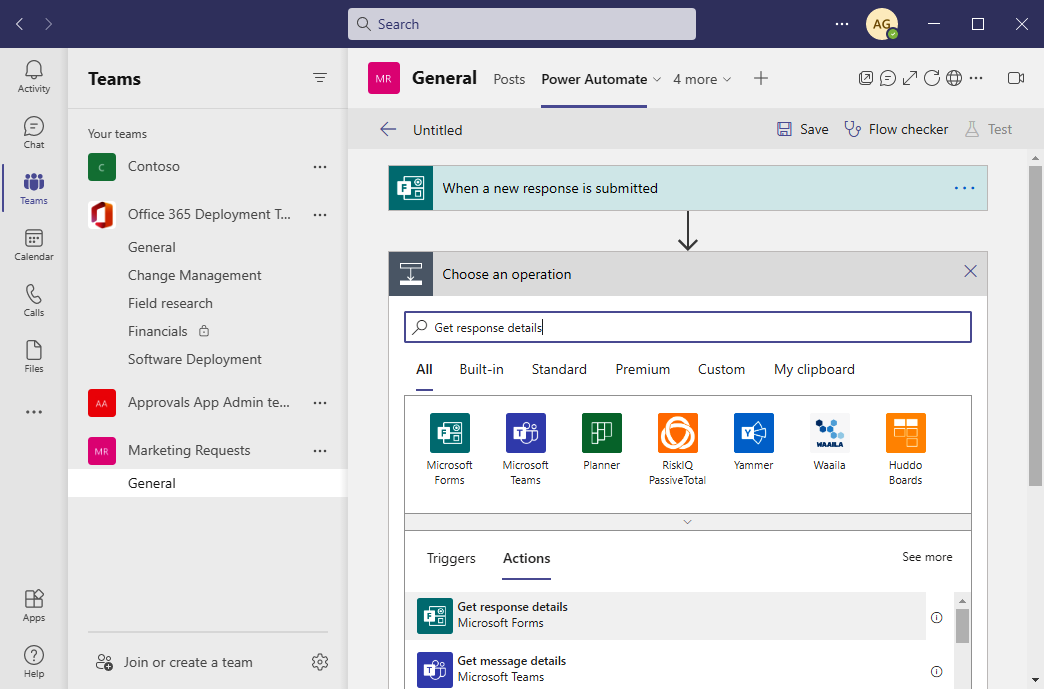 Search
AG
Activity
Chat
Teams
Calendar
Calls
Files
Apps
Help
Teams
Your teams
C
Contoso
Office 365 Deployment T...
General
Change Management
Field research
Financials
Software Deployment
AA
Approvals App Admin te...
MR
Marketing Requests
General
Join or create a team
MR
General
Posts
Power Automate
4 more
Untitled
Save
Flow checker
Test
When a new response is submitted
Choose an operation
Get response details
All
Built-in
Standard
Premium
Custom
My clipboard
Microsoft
Forms
Microsoft
Teams
Planner
RiskIQ
PassiveTotal
Yammer
WAAILA
Waaila
Huddo
Boards
Triggers
Actions
See more
Get response details
Microsoft Forms
Get message details
Microsoft Teams